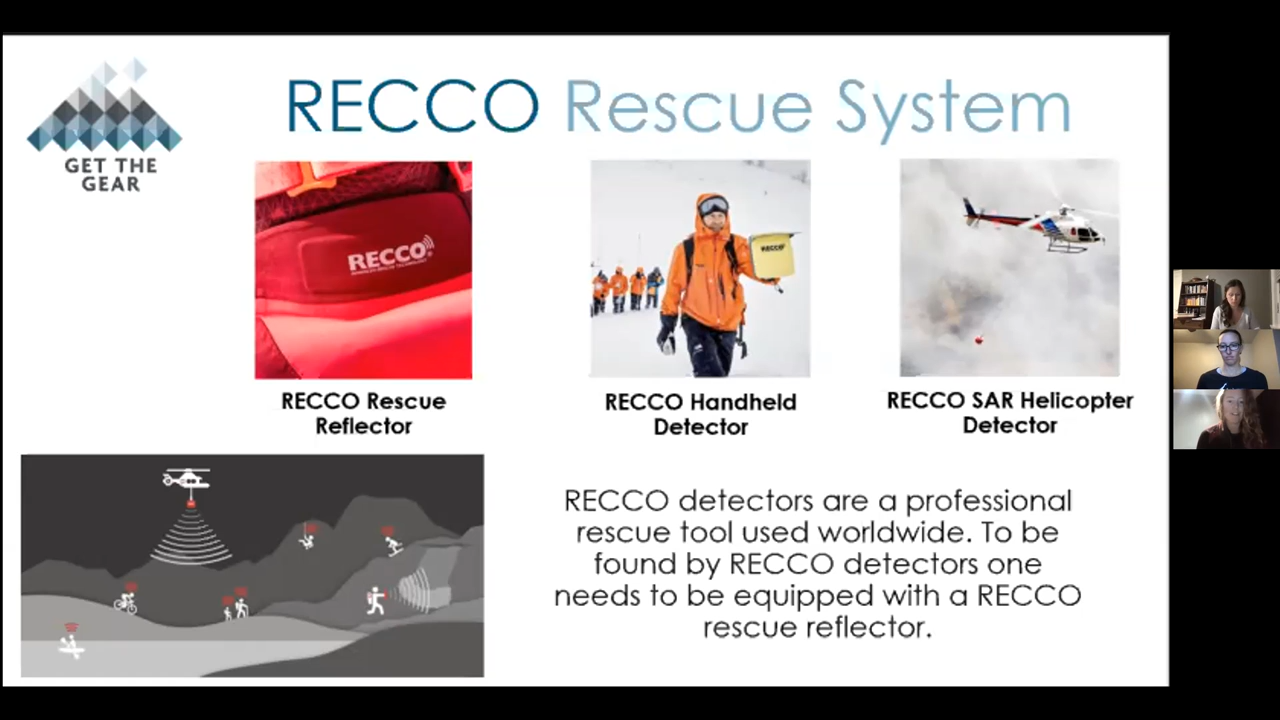 RECCO Rescue System
GET THE
GEAR
RECCO
RECCO
RECCO Rescue
Reflector
RECCO Handheld
Detector
RECCO SAR Helicopter
Detector
RECCO detectors are a professional
rescue tool used worldwide. To be
found by RECCO detectors one
needs to be equipped with a RECCO
rescue reflector.